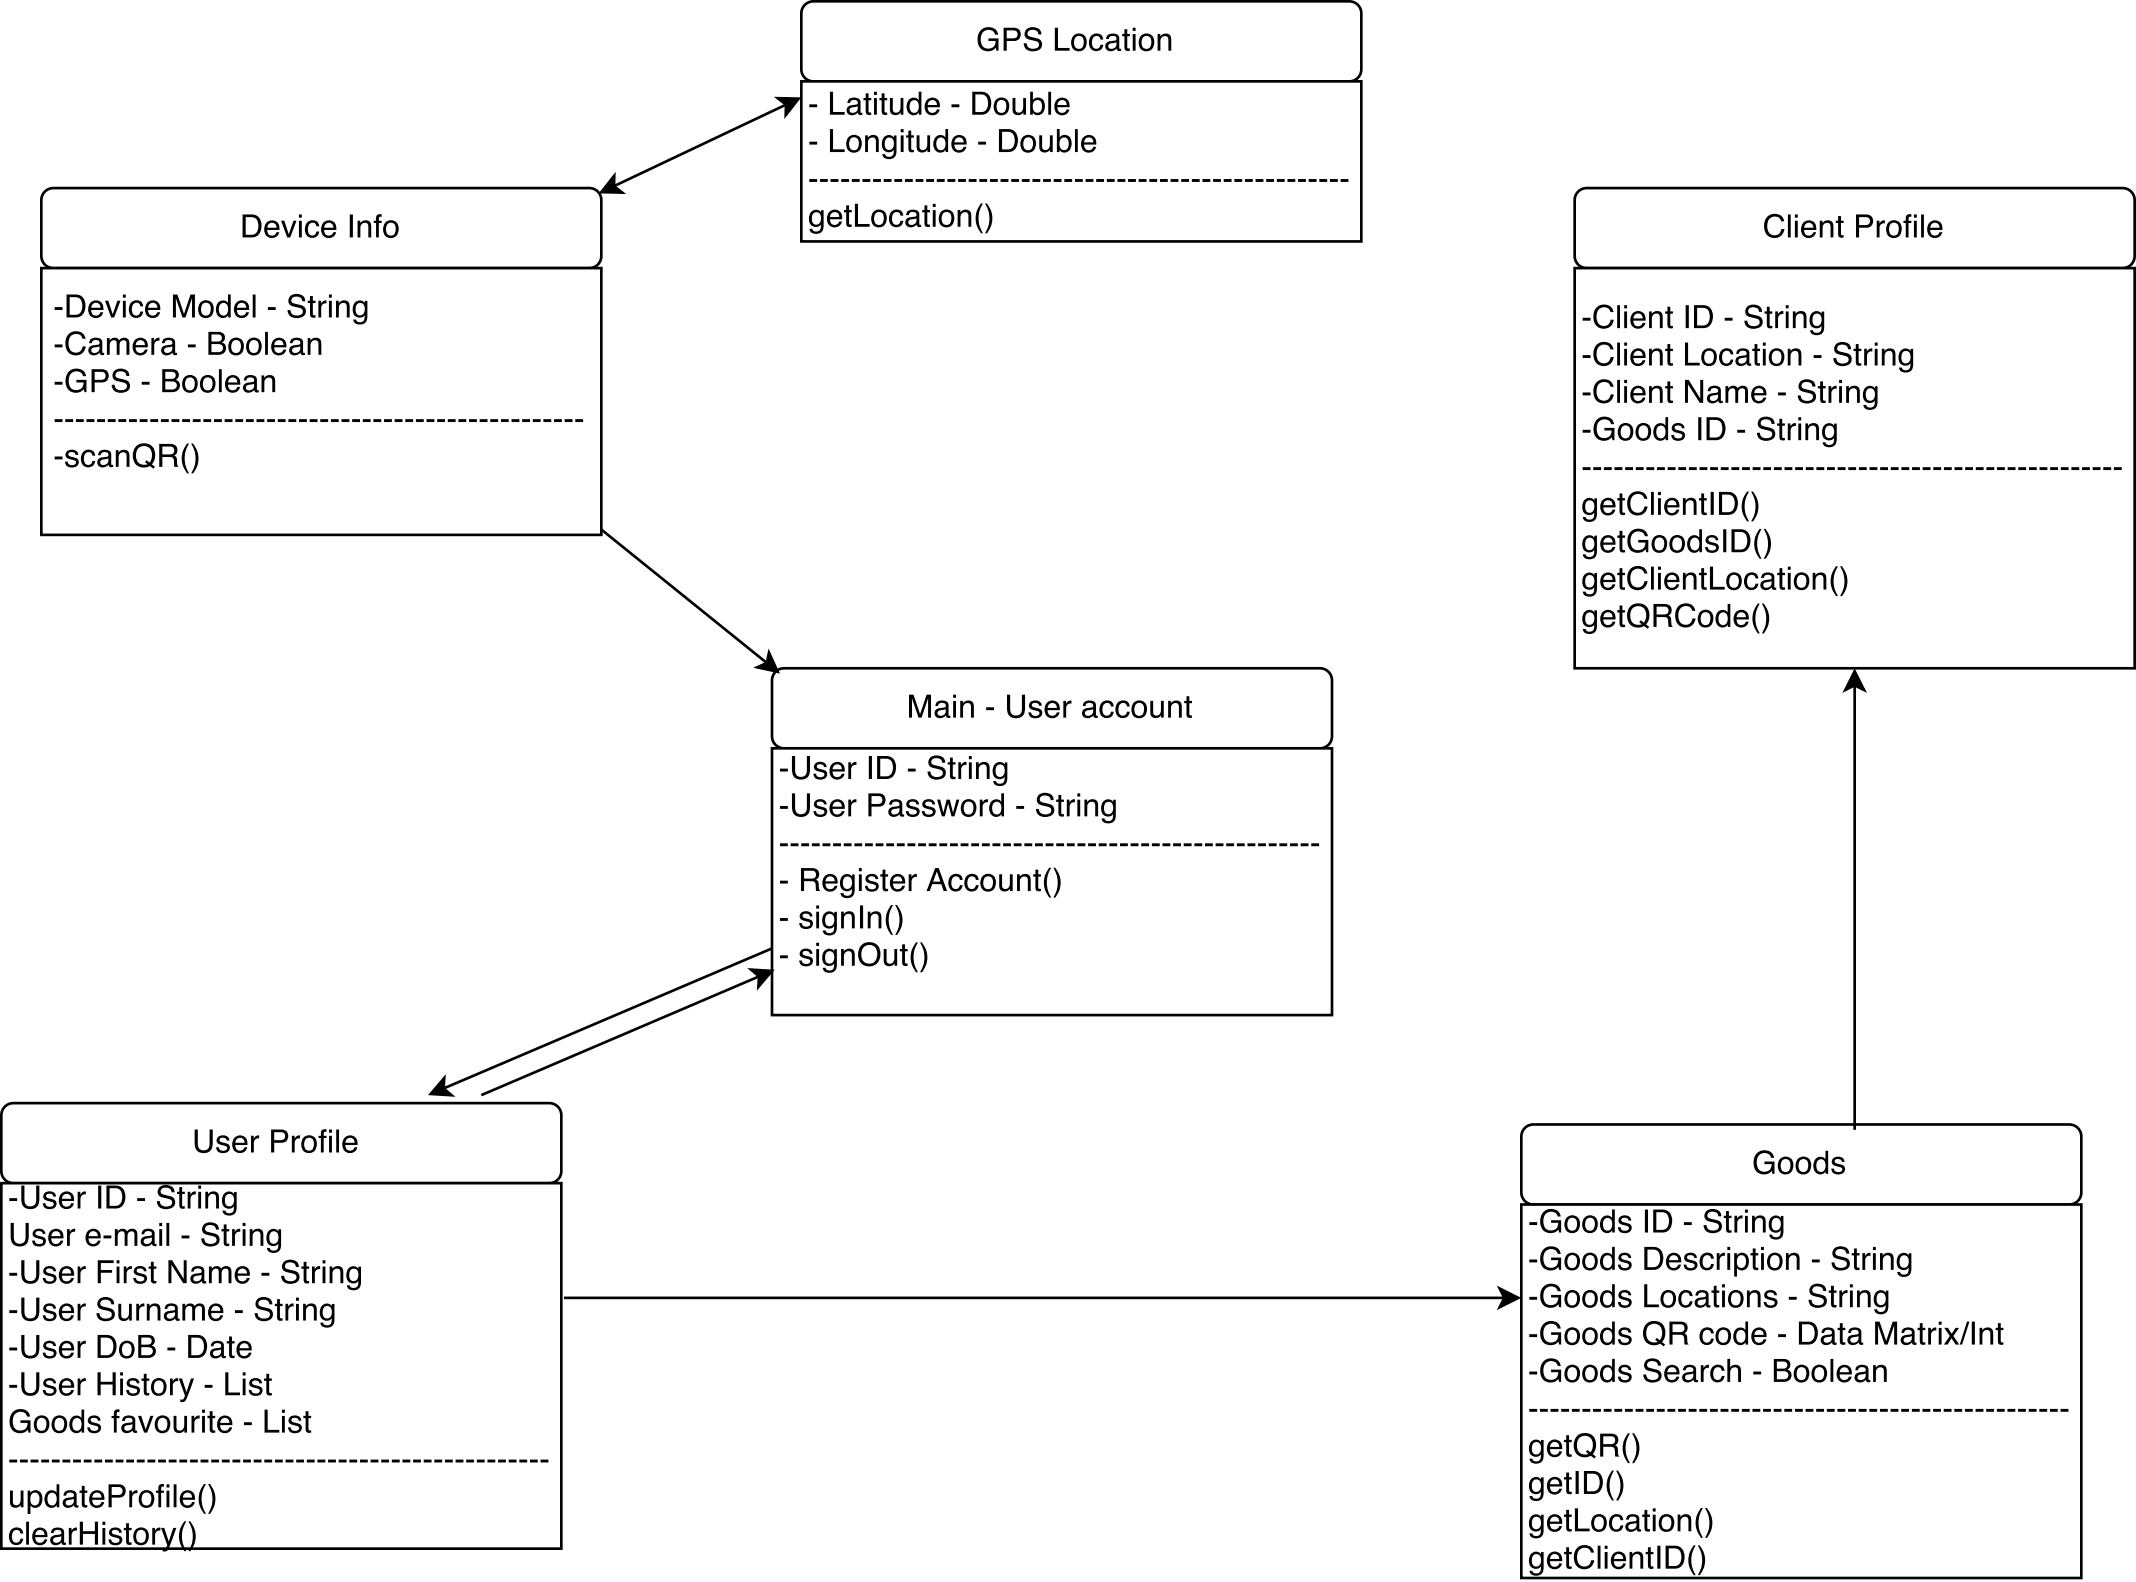 GPS Location
- Latitude - Double
- Longitude - Double
--------------------------------------------------
getLocation()
Device Info
-Device Model - String
-Camera - Boolean
-GPS - Boolean
-------------------------------------------------
-scanQR()
Client Profile
-Client ID - String
-Client Location - String
-Client Name - String
-Goods ID - String
--------------------------------------------------
getClientID()
getGoodsID()
getClientLocation()
getQRCode()
Main - User account
-User ID - String
-User Password - String
--------------------------------------------------
- Register Account()
- signIn()
- signOut()
User Profile
-User ID - String
User e-mail - String
-User First Name - String
-User Surname - String
-User DoB - Date
-User History - List
Goods favourite - List
--------------------------------------------------
updateProfile()
clearHistory()
Goods
-Goods ID - String
-Goods Description - String
-Goods Locations - String
-Goods QR code - Data Matrix/Int
-Goods Search - Boolean
--------------------------------------------------
getQR()
getID()
getLocation()
getClientID()